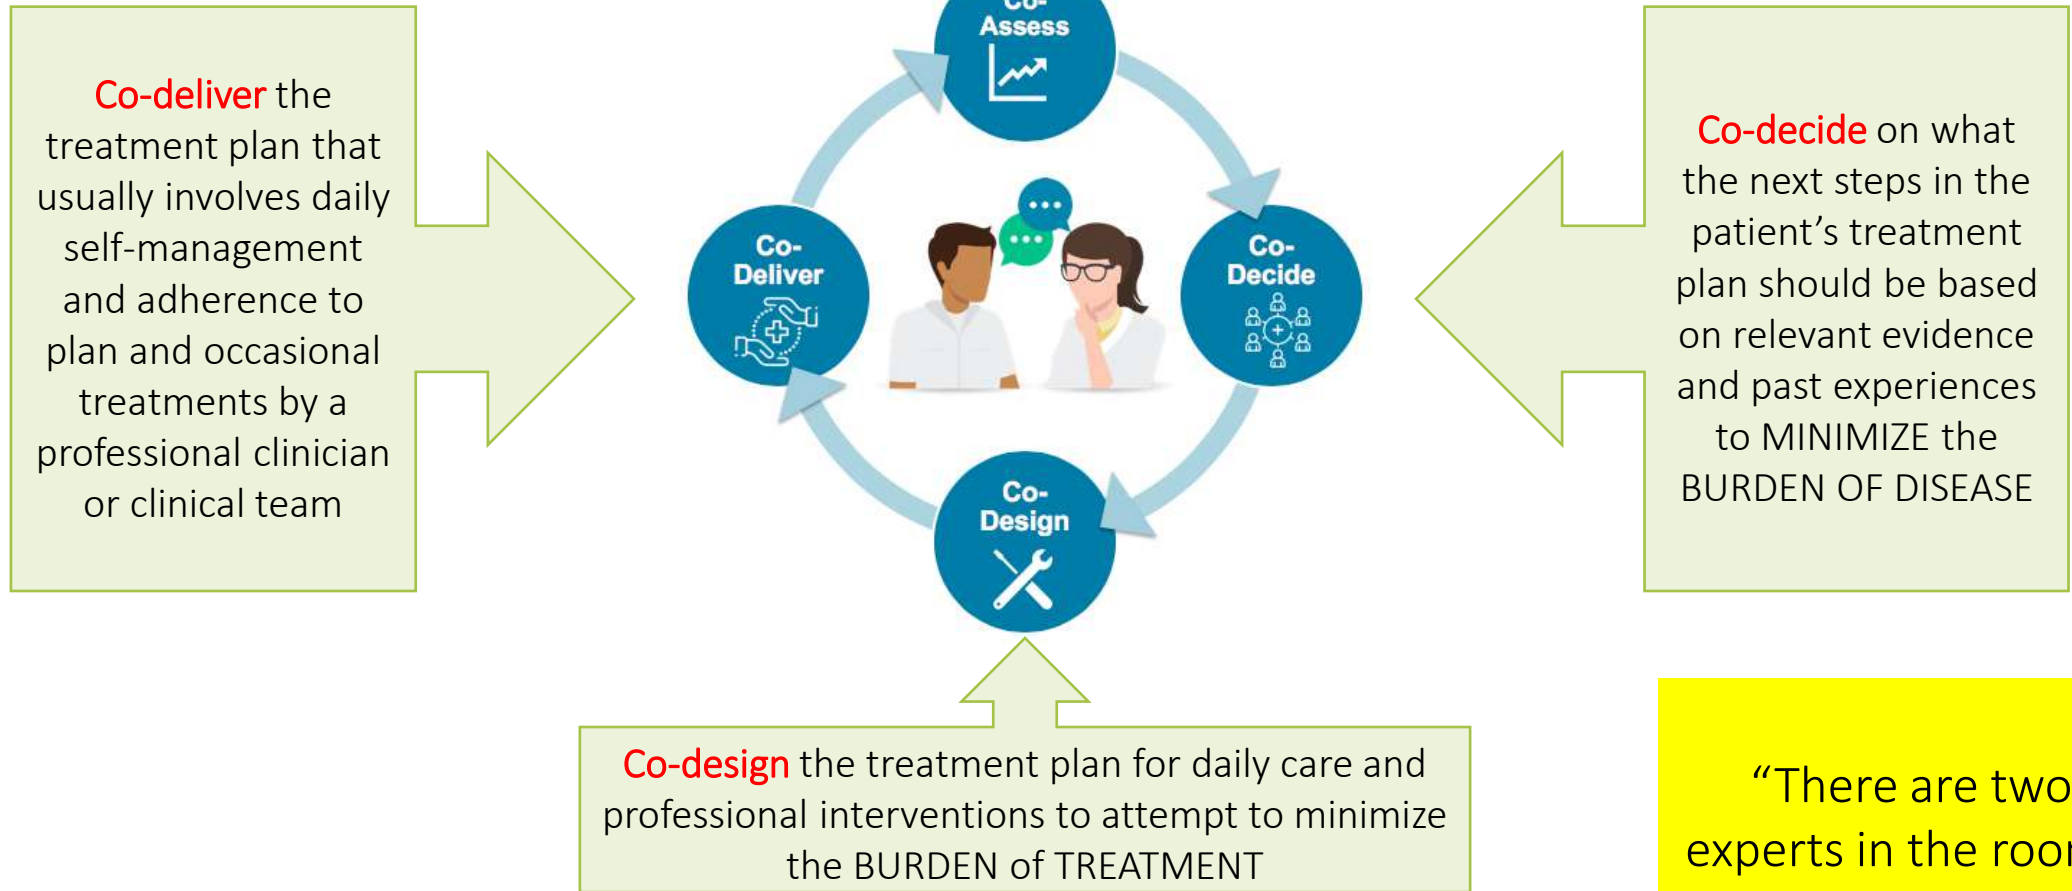 Co-
Assess
Co-deliver the
treatment plan that
usually involves daily
self-management
and adherence to
plan and occasional
treatments by a
professional clinician
or clinical team
Co-
Deliver
Co-
Decide
Co-decide on what
the next steps in the
patient’s treatment
plan should be based
on relevant evidence
and past experiences
to MINIMIZE the
BURDEN OF DISEASE
Co-
Design
Co-design the treatment plan for daily care and
professional interventions to attempt to minimize
the BURDEN of TREATMENT
“There are two
experts in the room